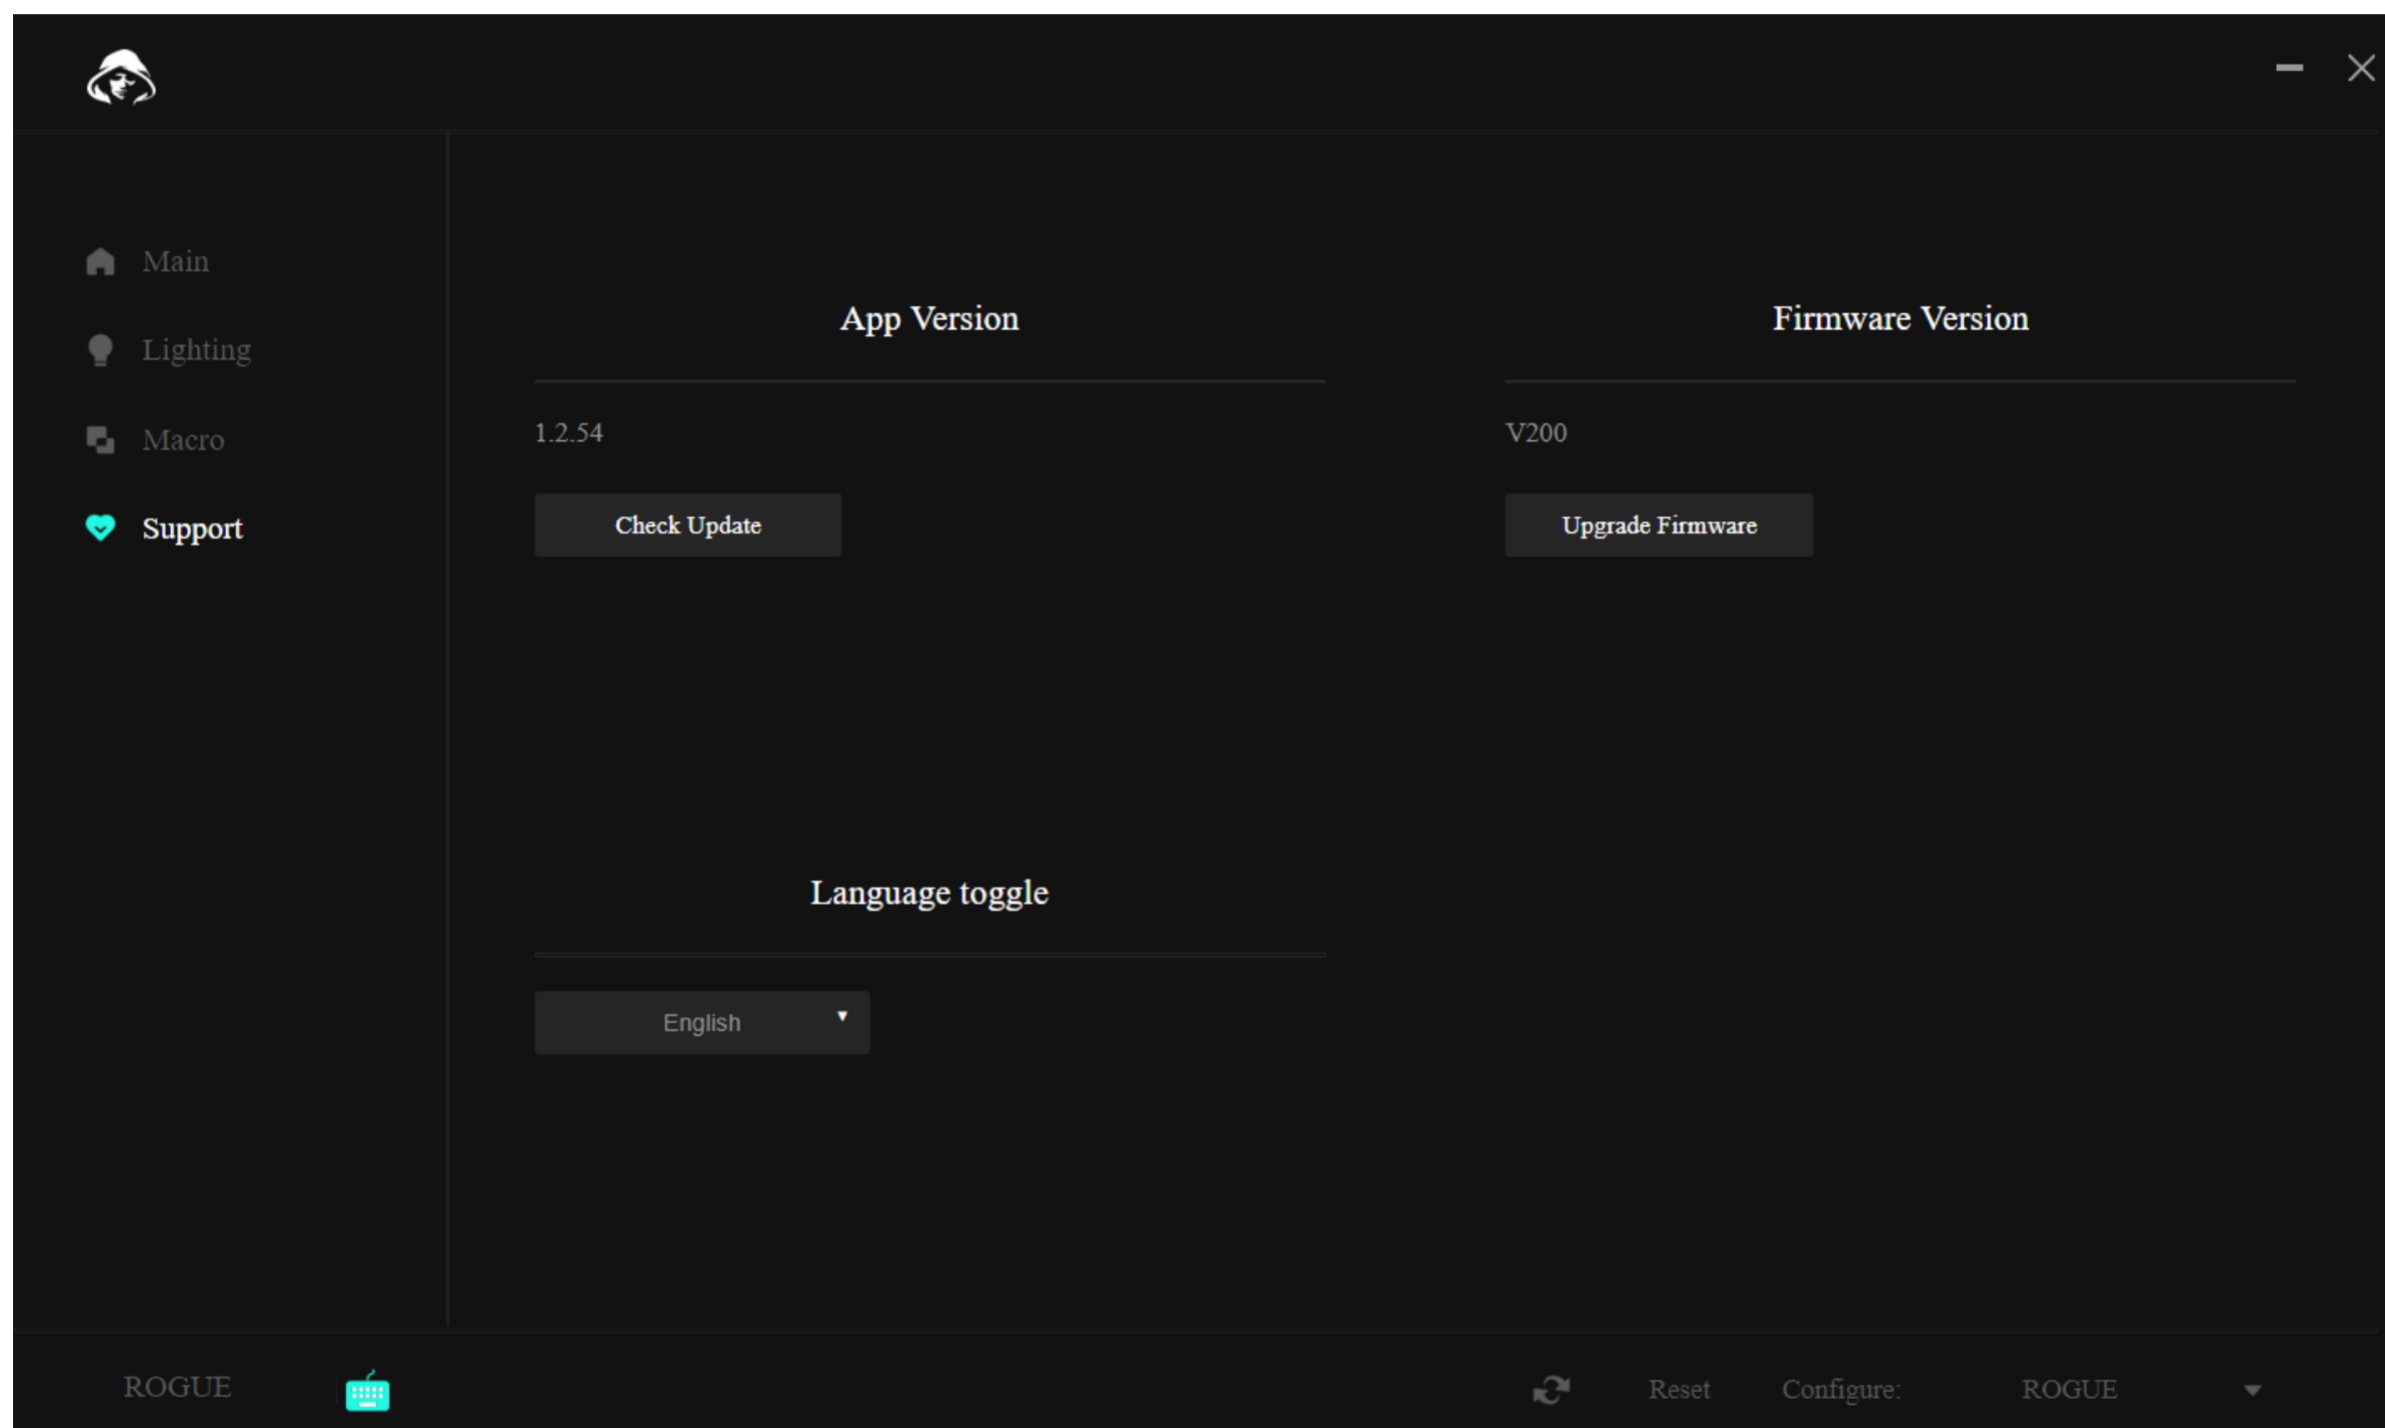 Main
Lighting
Macro
Support
App Version
1.2.54
Check Update
Firmware Version
V200
Upgrade Firmware
Language toggle
English
ROGUE
Reset
Configure:
ROGUE